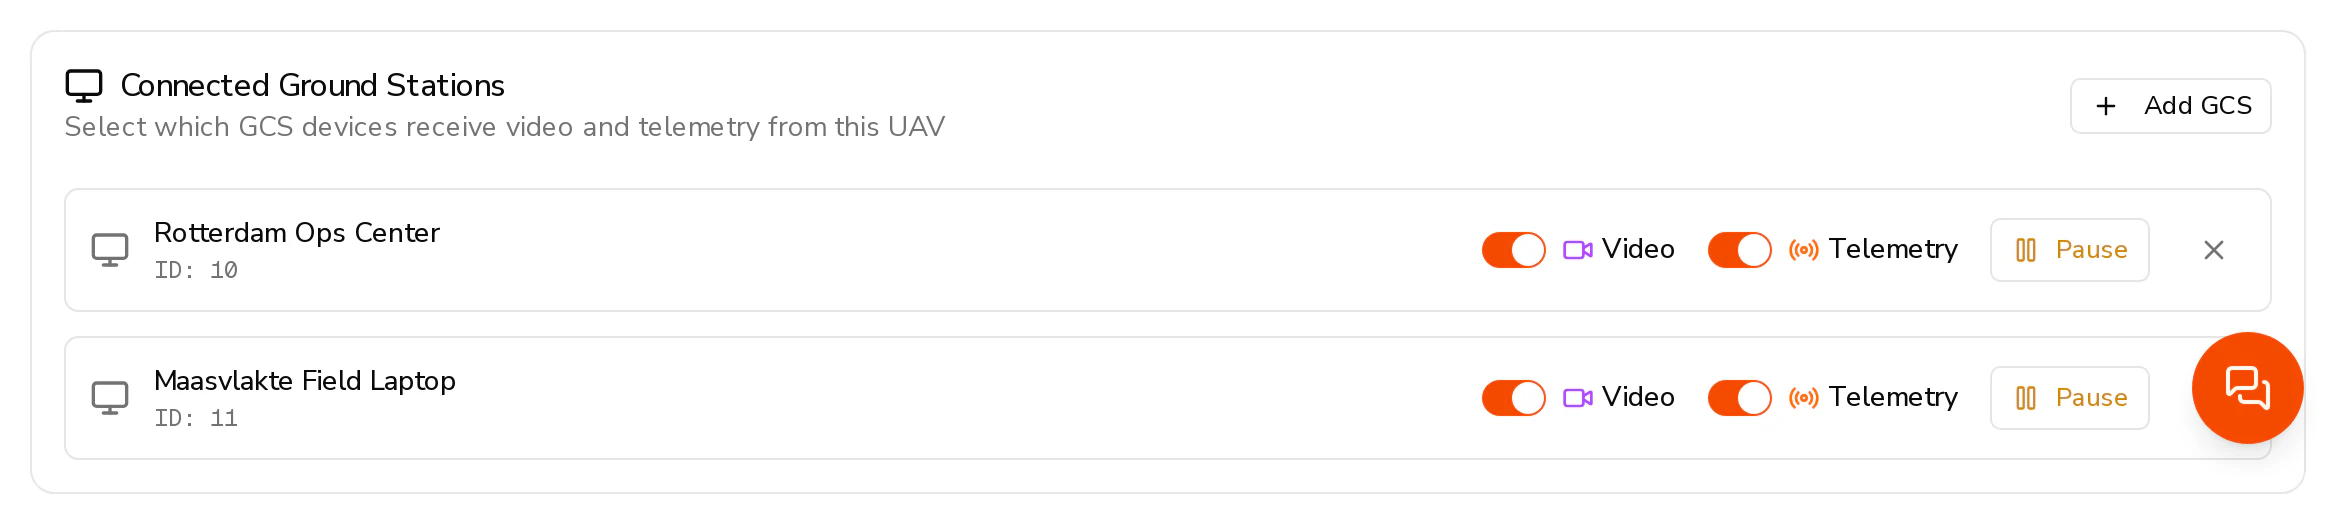 Connected Ground Stations
Select which GCS devices receive video and telemetry from this UAV
Add GCS
Rotterdam Ops Center
ID: 10
Video
Telemetry
Pause
Maasvlakte Field Laptop
ID: 11
Video
Telemetry
Pause